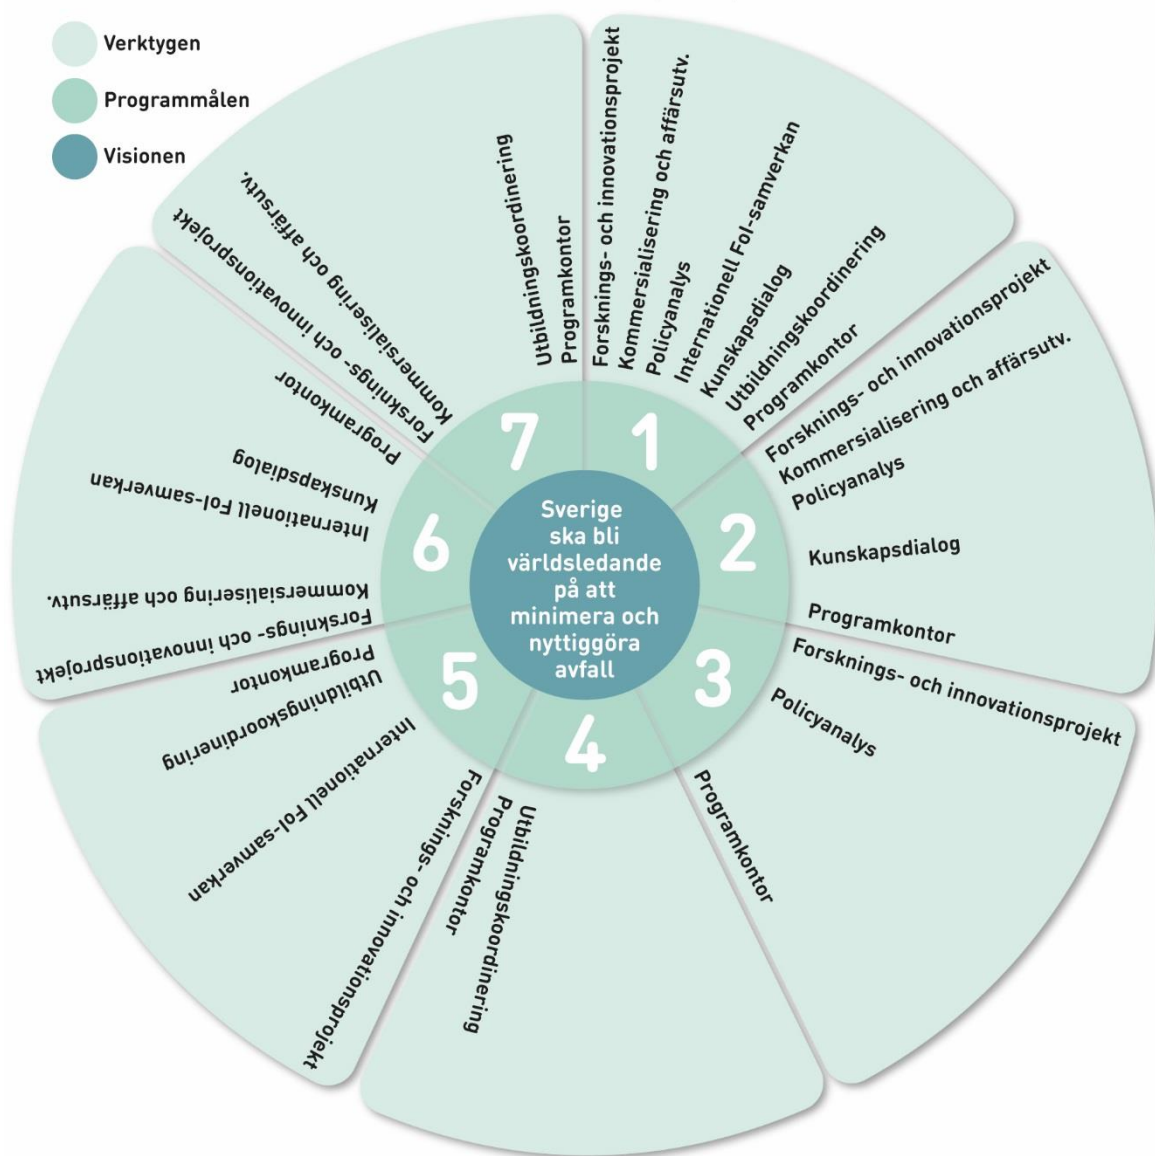 Verktygen
Programmålen
Visionen
1
Forsknings- och innovationsprojekt
Kommersialisering och affärsutv.
Policyanalys
Internationell FoI-samverkan
Kunskapsdialog
Utbildningskoordinering
Programkontor
2
Forsknings- och innovationsprojekt
Kommersialisering och affärsutv.
Policyanalys
Kunskapsdialog
Programkontor
3
Forsknings- och innovationsprojekt
Policyanalys
Programkontor
4
Utbildningskoordinering
Programkontor
5
Forsknings- och innovationsprojekt
Internationell FoI-samverkan
Utbildningskoordinering
Programkontor
6
Forsknings- och innovationsprojekt
Kommersialisering och affärsutv.
Internationell FoI-samverkan
Kunskapsdialog
Programkontor
7
Forsknings- och innovationsprojekt
Kommersialisering och affärsutv.
Utbildningskoordinering
Programkontor
Sverige
ska bli
världsledande
på att
minimera och
nyttiggöra
avfall